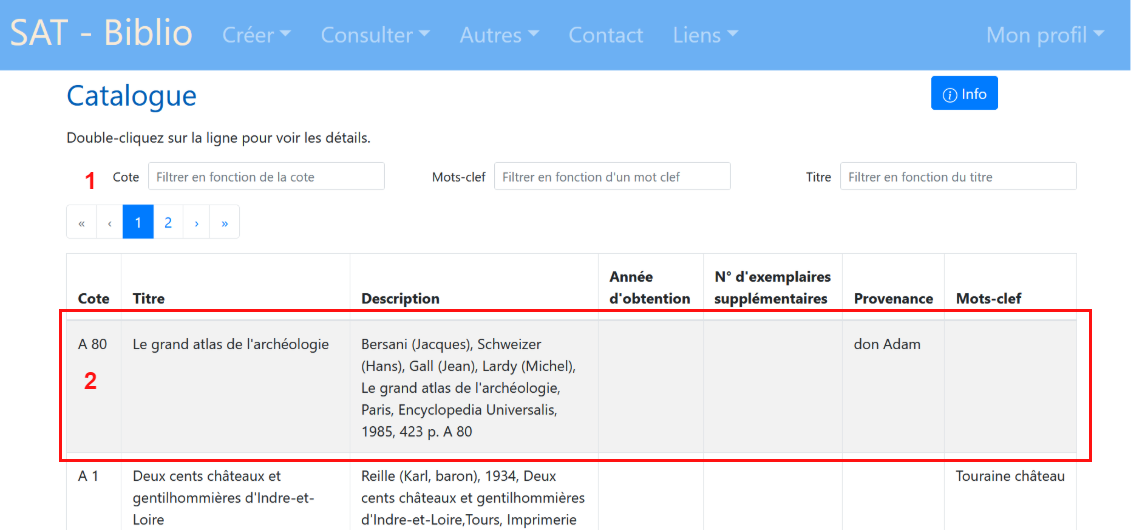 SAT - Biblio Créer Consulter Autres Contact Liens Mon profil
Catalogue
Info
Double-cliquez sur la ligne pour voir les détails.
1 Cote Filtrer en fonction de la cote Mots-clef Filtrer en fonction d'un mot clef Titre Filtrer en fonction du titre
« ‹ 1 2 › »
Cote Titre Description Année d'obtention N° d'exemplaires supplémentaires Provenance Mots-clef
A 80 Le grand atlas de l'archéologie Bersani (Jacques), Schweizer don Adam
(Hans), Gall (Jean), Lardy (Michel),
2 Le grand atlas de l'archéologie,
Paris, Encyclopedia Universalis,
1985, 423 p. A 80
A 1 Deux cents châteaux et Reille (Karl, baron), 1934, Deux Touraine château
gentilhommières d'Indre-et- cents châteaux et gentilhommières
Loire d'Indre-et-Loire,Tours, Imprimerie